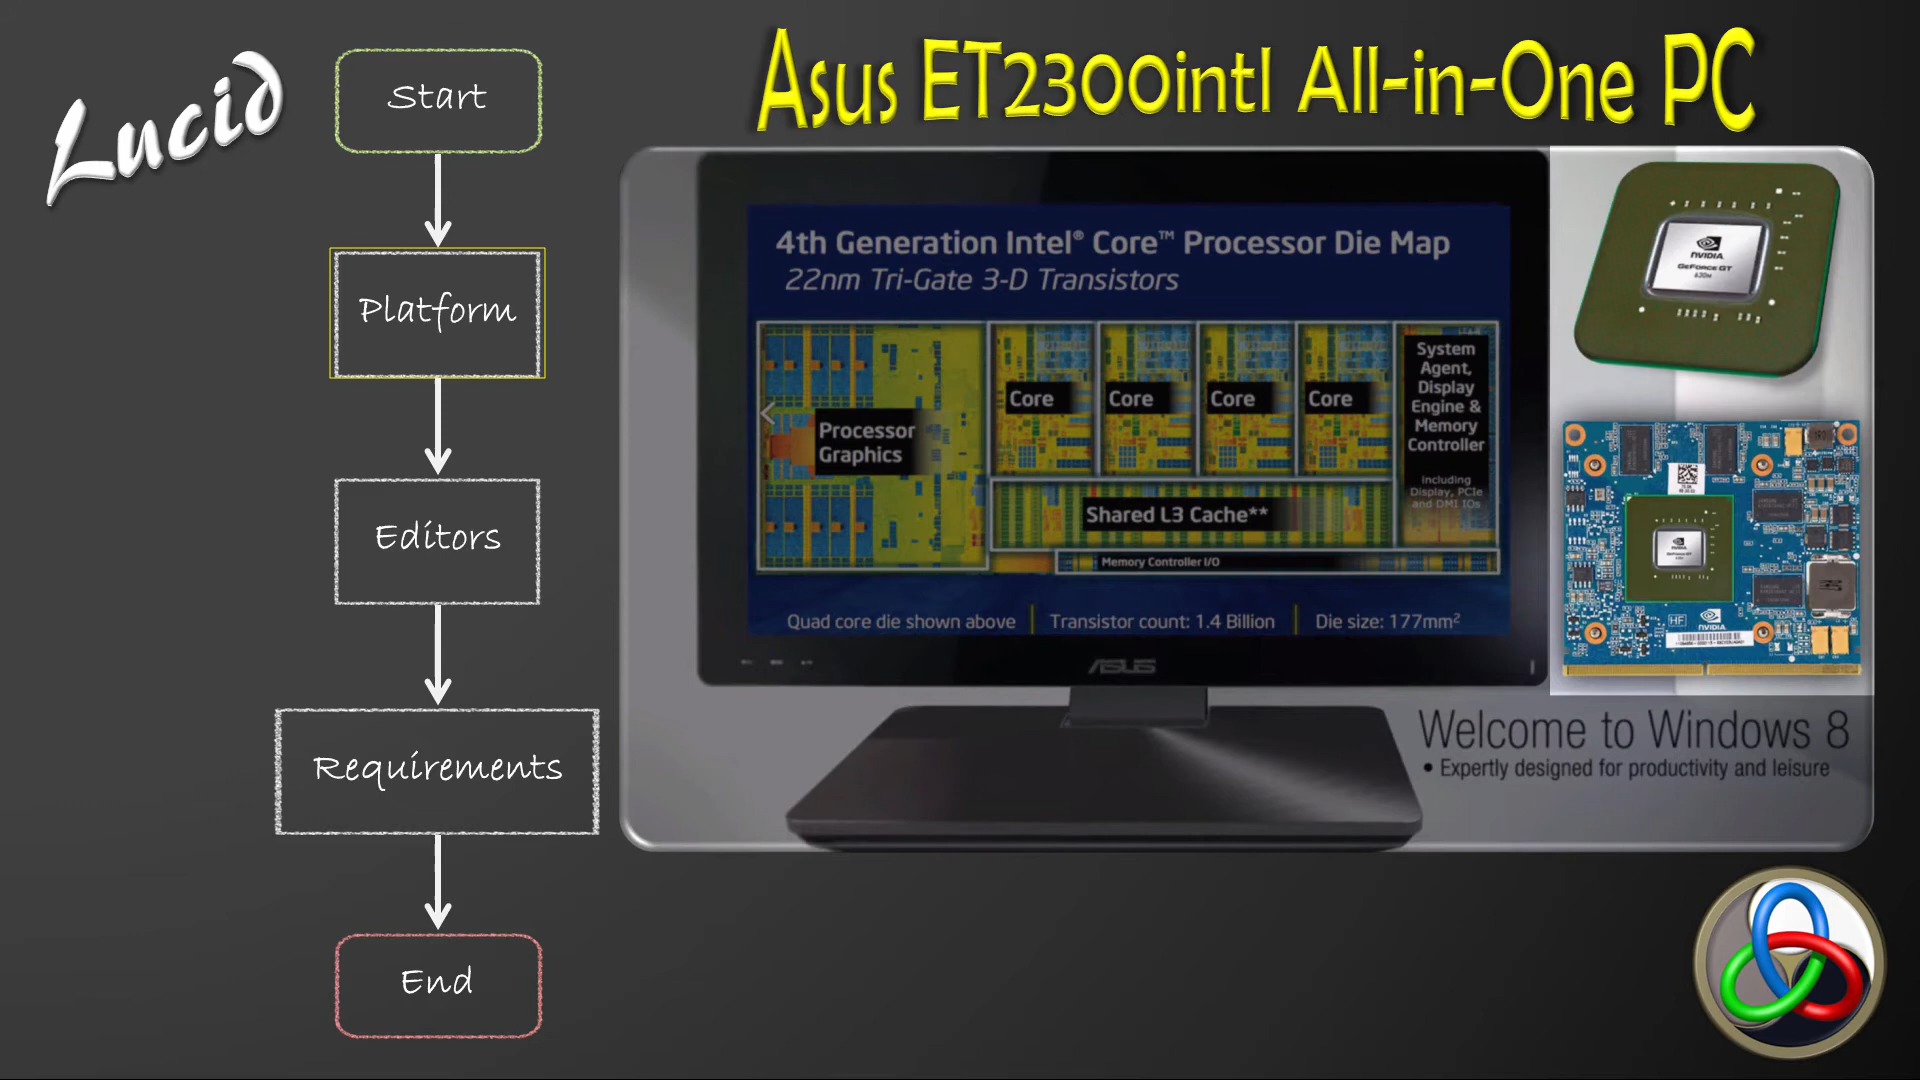 Lucid
Start
Platform
Editors
Requirements
End
Asus ET2300intl All-in-One PC
4th Generation Intel® Core™ Processor Die Map
22nm Tri-Gate 3-D Transistors
Processor
Graphics
Core
Core
Core
Core
System
Agent,
Display
Engine &
Memory
Controller
including
Display, PCIe
and DMI IOs
Shared L3 Cache**
Memory Controller I/O
Quad core die shown above
Transistor count: 1.4 Billion
Die size: 177mm²
ASUS
NVIDIA
GeForce GT
630M
NVIDIA
HF
NVIDIA
Welcome to Windows 8
• Expertly designed for productivity and leisure